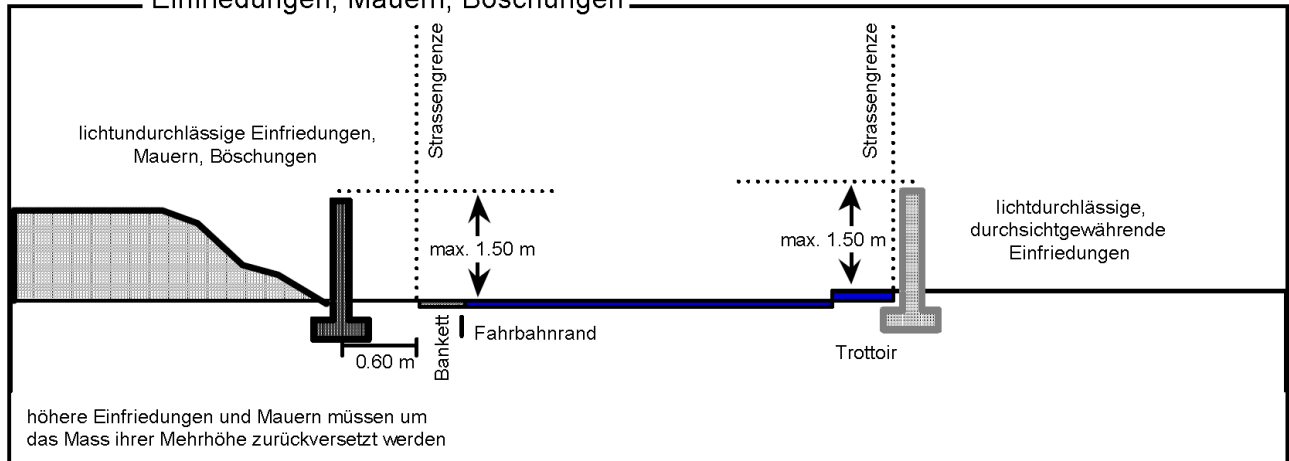 Einfriedungen, Mauern, Böschungen
Strassengrenze
Strassengrenze
lichtundurchlässige Einfriedungen,
Mauern, Böschungen
lichtdurchlässige,
durchsichtgewährende
Einfriedungen
max. 1.50 m
max. 1.50 m
Bankett
Fahrbahnrand
Trottoir
0.60 m
höhere Einfriedungen und Mauern müssen um
das Mass ihrer Mehrhöhe zurückversetzt werden